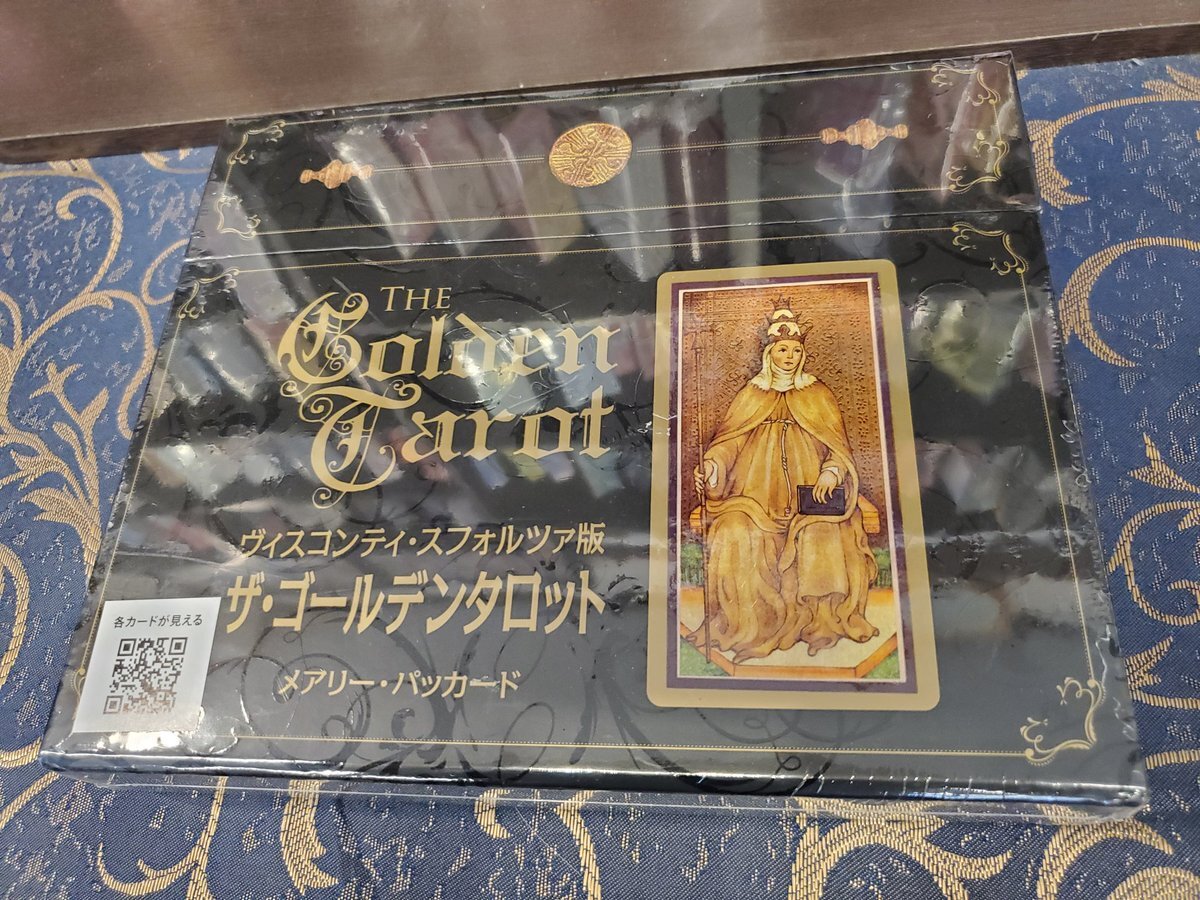 THE
Golden
Tarot
ヴィスコンティ・スフォルツァ版
ザ・ゴールデンタロット
メアリー・パッカード
各カードが見える